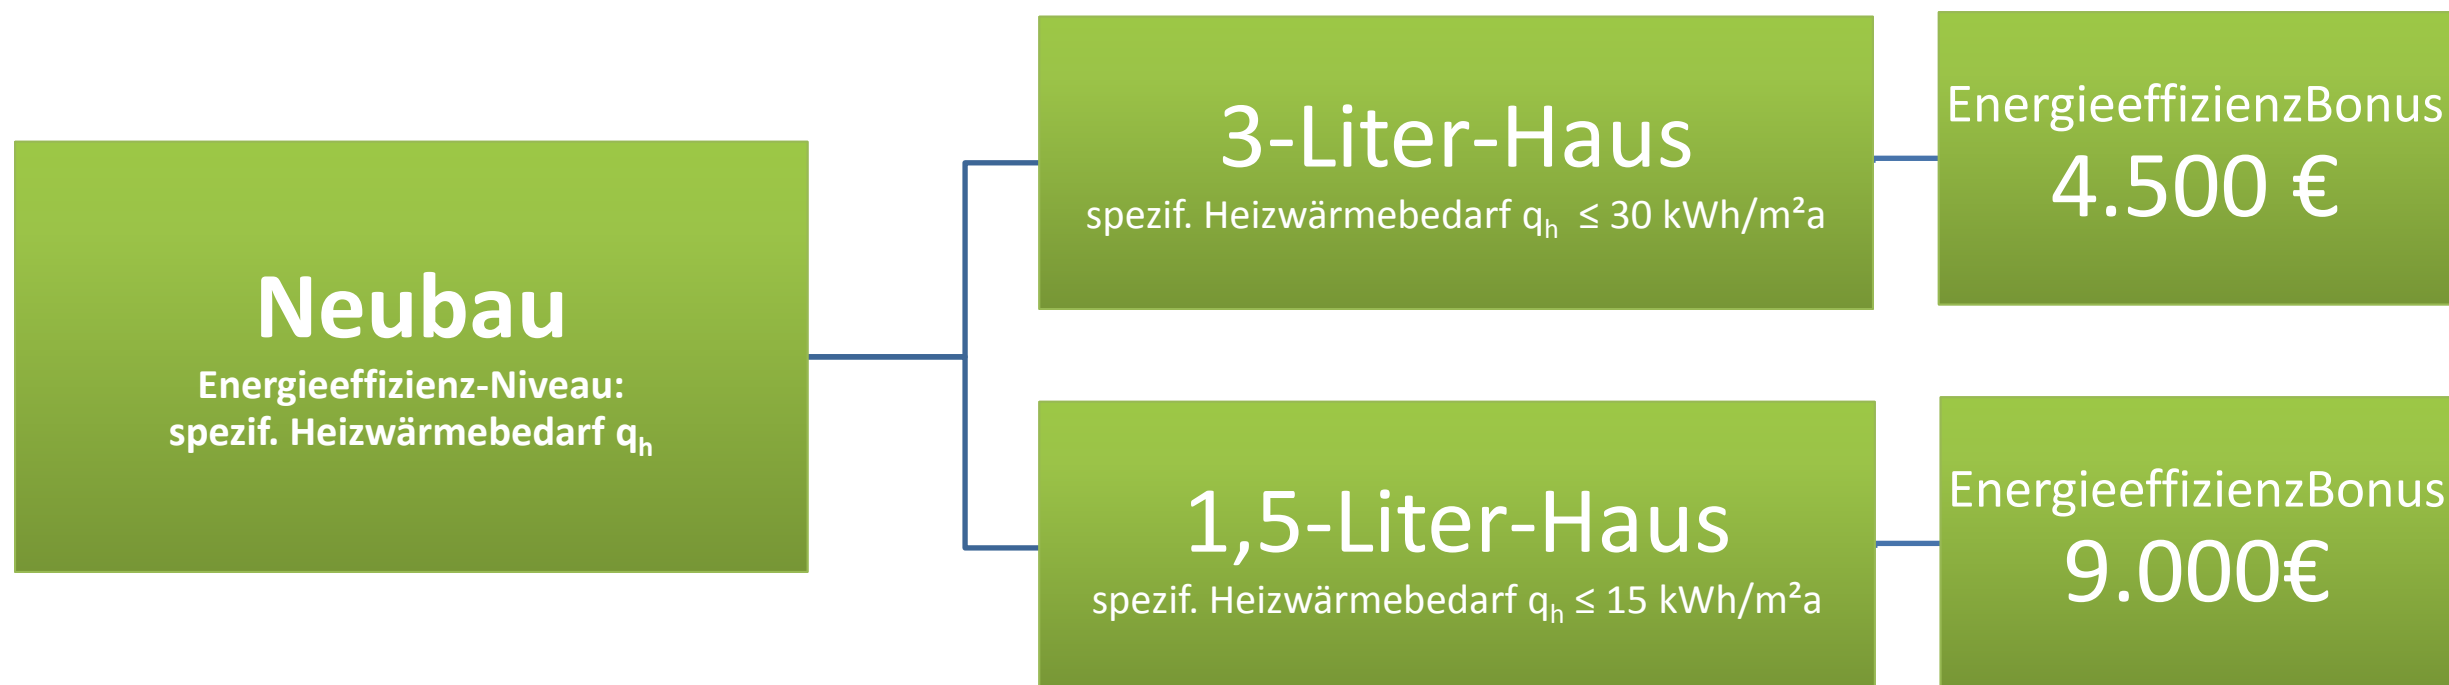 Neubau
Energieeffizienz-Niveau:
spezif. Heizwärmebedarf qₕ
3-Liter-Haus
spezif. Heizwärmebedarf qₕ ≤ 30 kWh/m²a
EnergieeffizienzBonus
4.500 €
1,5-Liter-Haus
spezif. Heizwärmebedarf qₕ ≤ 15 kWh/m²a
EnergieeffizienzBonus
9.000€